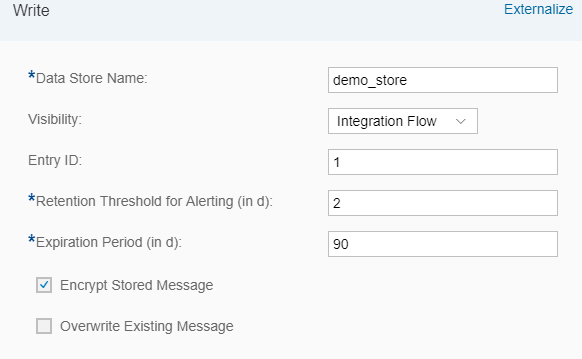 Write Externalize
*Data Store Name: demo_store
Visibility: Integration Flow
Entry ID: 1
*Retention Threshold for Alerting (in d): 2
*Expiration Period (in d): 90
Encrypt Stored Message
Overwrite Existing Message